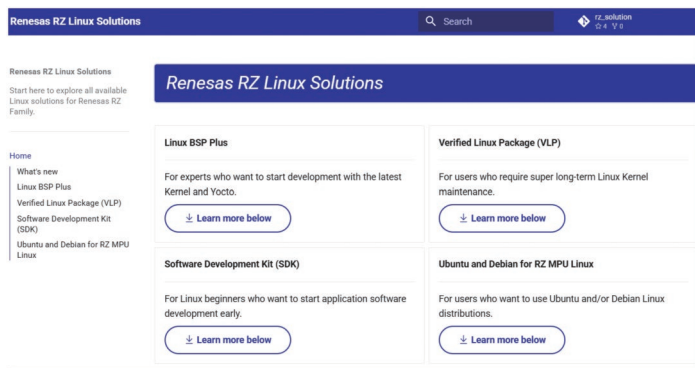 Renesas RZ Linux Solutions
Search
rz_solution
4 0
Renesas RZ Linux Solutions
Start here to explore all available
Linux solutions for Renesas RZ
Family.
Home
What's new
Linux BSP Plus
Verified Linux Package (VLP)
Software Development Kit
(SDK)
Ubuntu and Debian for RZ MPU
Linux
Renesas RZ Linux Solutions
Linux BSP Plus
For experts who want to start development with the latest
Kernel and Yocto.
Learn more below
Verified Linux Package (VLP)
For users who require super long-term Linux Kernel
maintenance.
Learn more below
Software Development Kit (SDK)
For Linux beginners who want to start application software
development early.
Learn more below
Ubuntu and Debian for RZ MPU Linux
For users who want to use Ubuntu and/or Debian Linux
distributions.
Learn more below